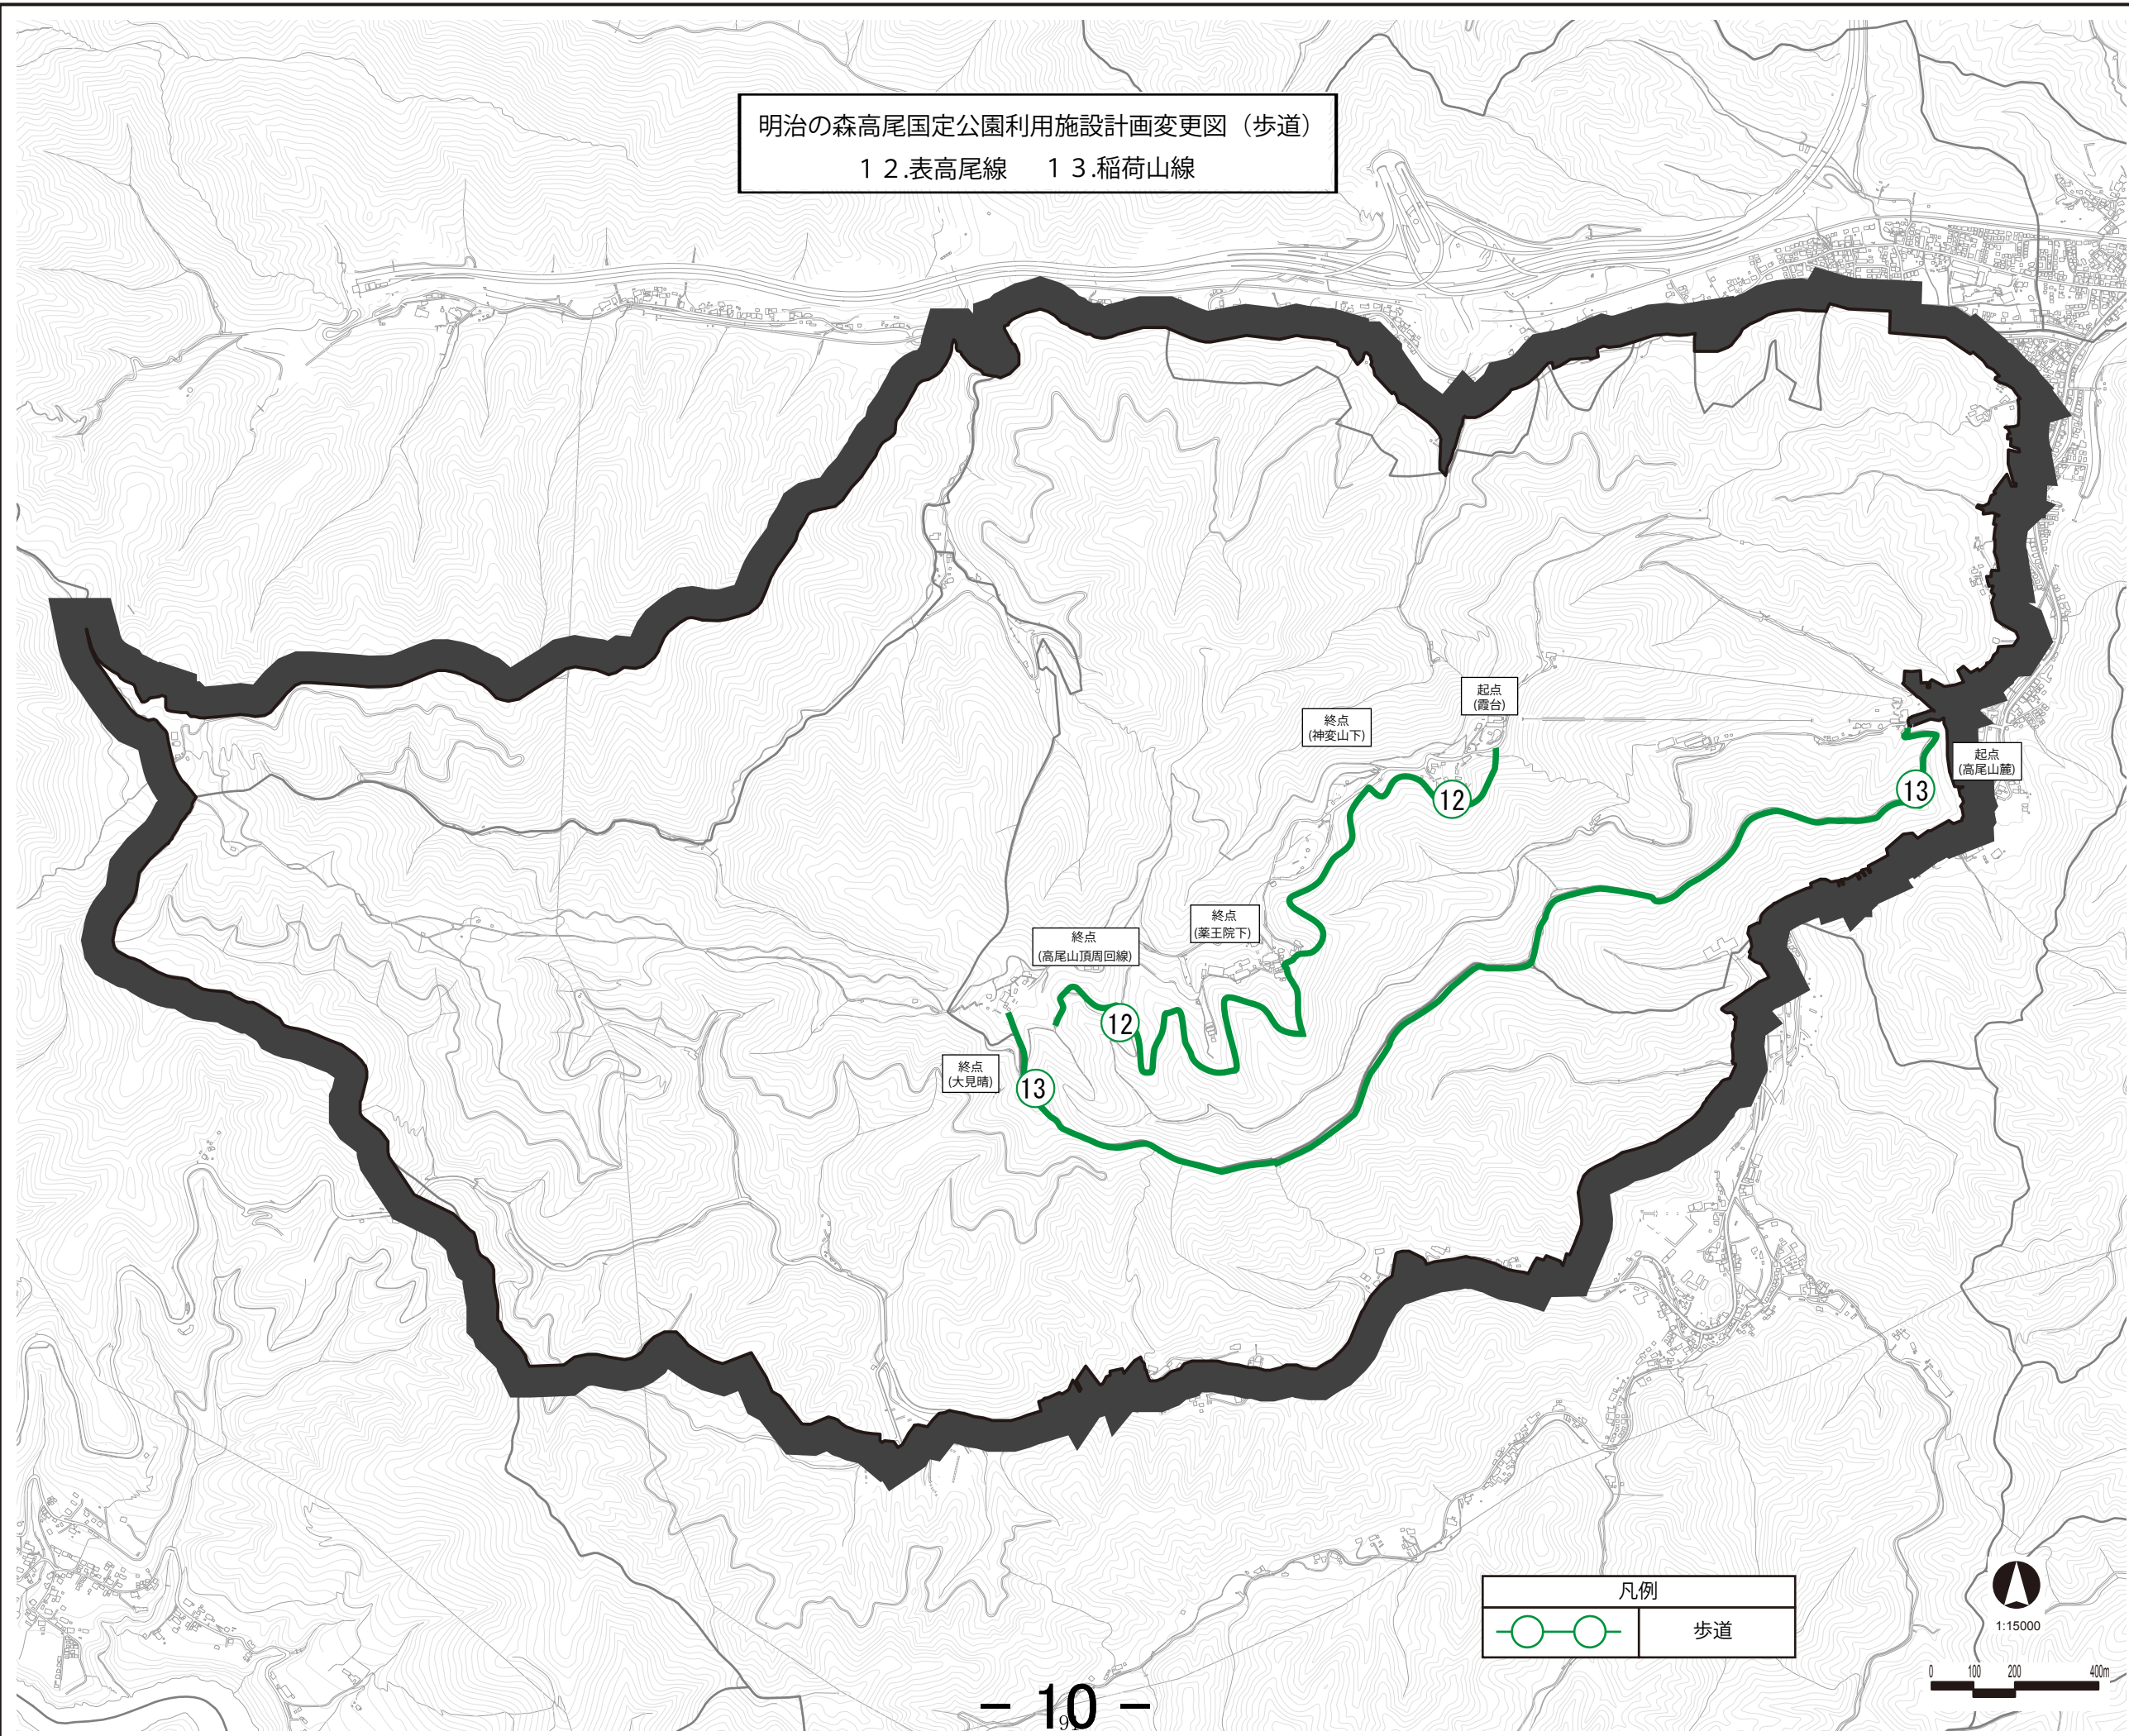 明治の森高尾国定公園利用施設計画変更図（歩道）
１２.表高尾線　１３.稲荷山線
起点
(霞台)
終点
(神変山下)
起点
(高尾山麓)
12
13
終点
(薬王院下)
終点
(高尾山頂周回線)
12
終点
(大見晴)
13
凡例
歩道
1:15000
0 100 200 400m
- 10 -